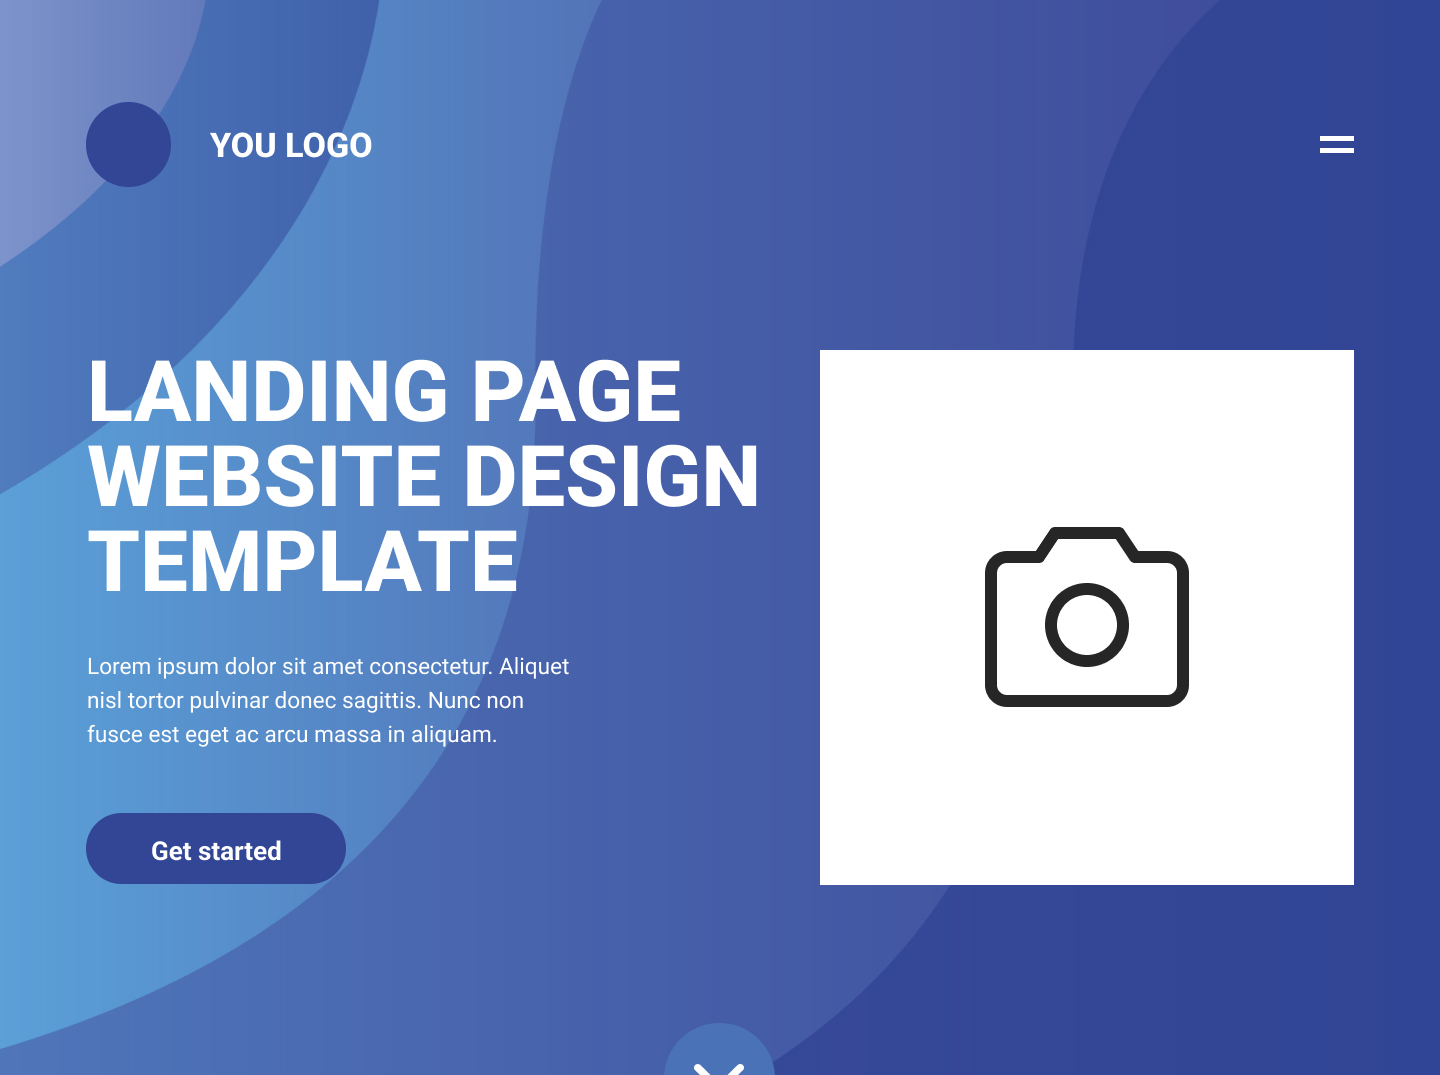 YOU LOGO
LANDING PAGE
WEBSITE DESIGN
TEMPLATE
Lorem ipsum dolor sit amet consectetur. Aliquet
nisl tortor pulvinar donec sagittis. Nunc non
fusce est eget ac arcu massa in aliquam.
Get started